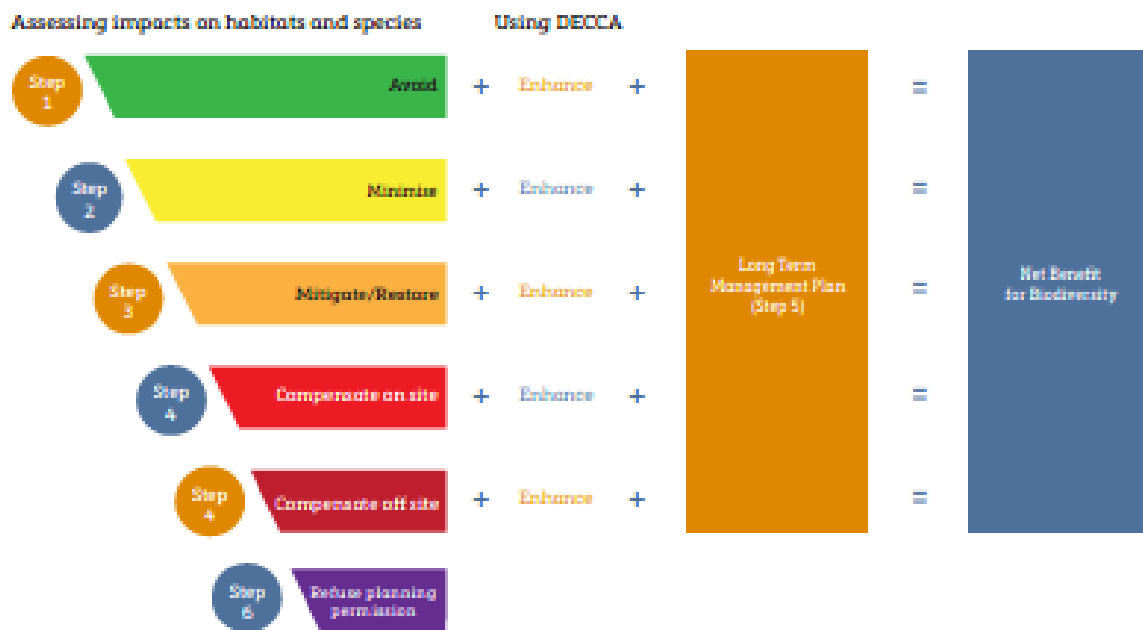 Assessing impacts on habitats and species Using DECCA
Step
1
Avoid + Enhance + =
Step
2
Minimise + Enhance + =
Step
3
Mitigate/Restore + Enhance + =
Long Term
Management Plan
(Step 5)
Net Benefit
for Biodiversity
Step
4
Compensate on site + Enhance + =
Step
4
Compensate off site + Enhance + =
Step
6
Refuse planning
permission